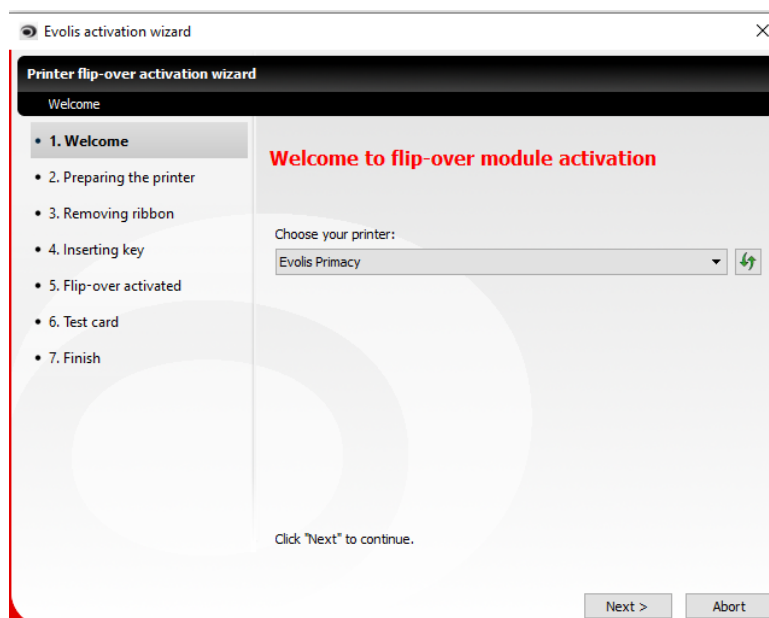 Evolis activation wizard
Printer flip-over activation wizard
Welcome
• 1. Welcome
• 2. Preparing the printer
• 3. Removing ribbon
• 4. Inserting key
• 5. Flip-over activated
• 6. Test card
• 7. Finish
Welcome to flip-over module activation
Choose your printer:
Evolis Primacy
Click "Next" to continue.
Next >
Abort